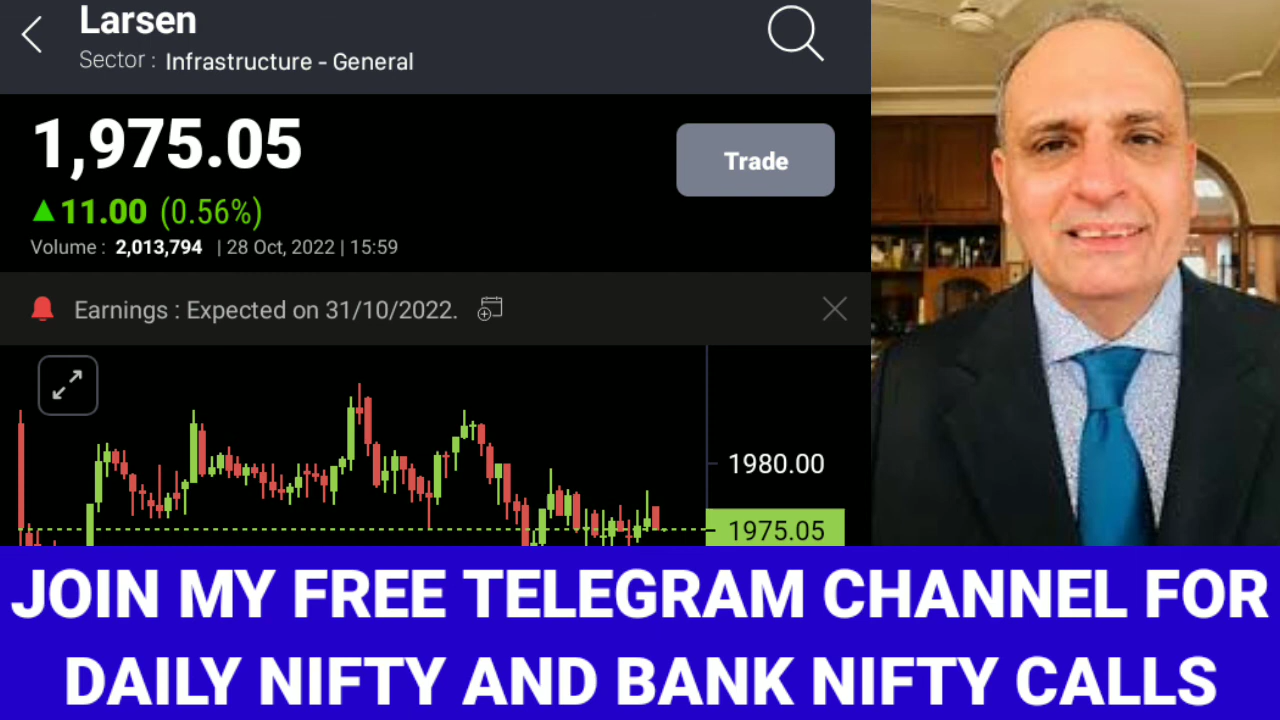 Larsen
Sector : Infrastructure - General
1,975.05
Trade
▲11.00 (0.56%)
Volume : 2,013,794 | 28 Oct, 2022 | 15:59
Earnings : Expected on 31/10/2022.
1980.00
1975.05
JOIN MY FREE TELEGRAM CHANNEL FOR
DAILY NIFTY AND BANK NIFTY CALLS